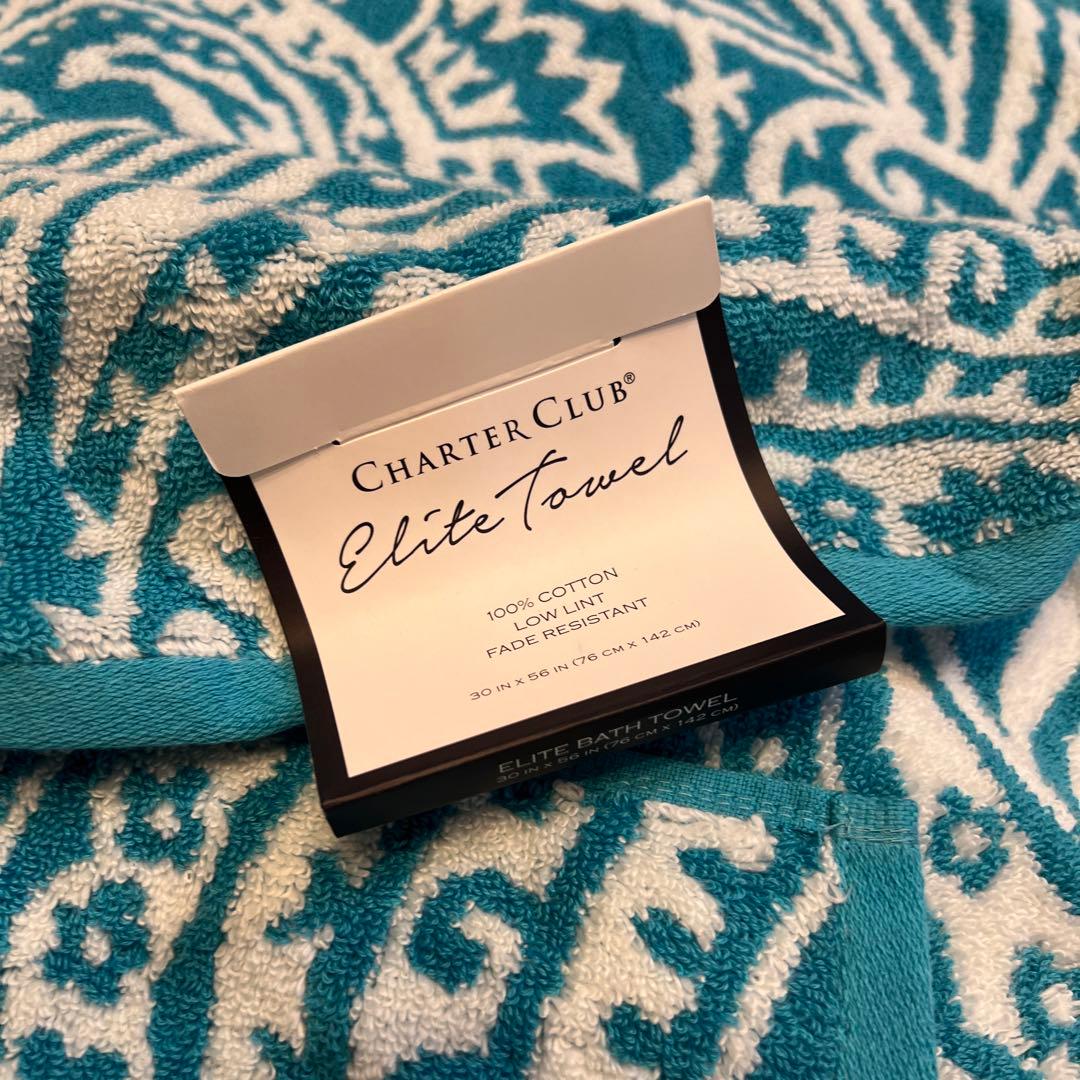 CHARTER CLUB®
Elite Towel
100% COTTON
LOW LINT
FADE RESISTANT
30 IN X 56 IN (76 CM X 142 CM)
ELITE BATH TOWEL
30 IN X 56 IN (76 CM X 142 CM)